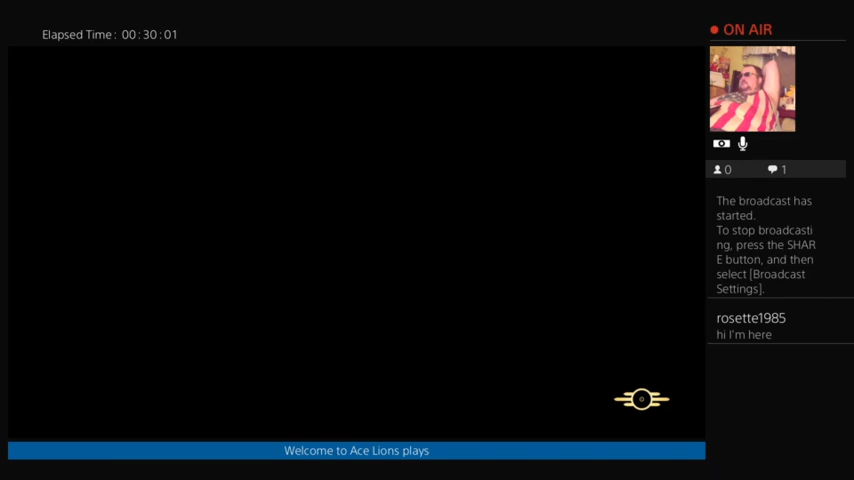 Elapsed Time: 00:30:01
ON AIR
0 1
The broadcast has
started.
To stop broadcasti
ng, press the SHAR
E button, and then
select [Broadcast
Settings].
rosette1985
hi I'm here
Welcome to Ace Lions plays